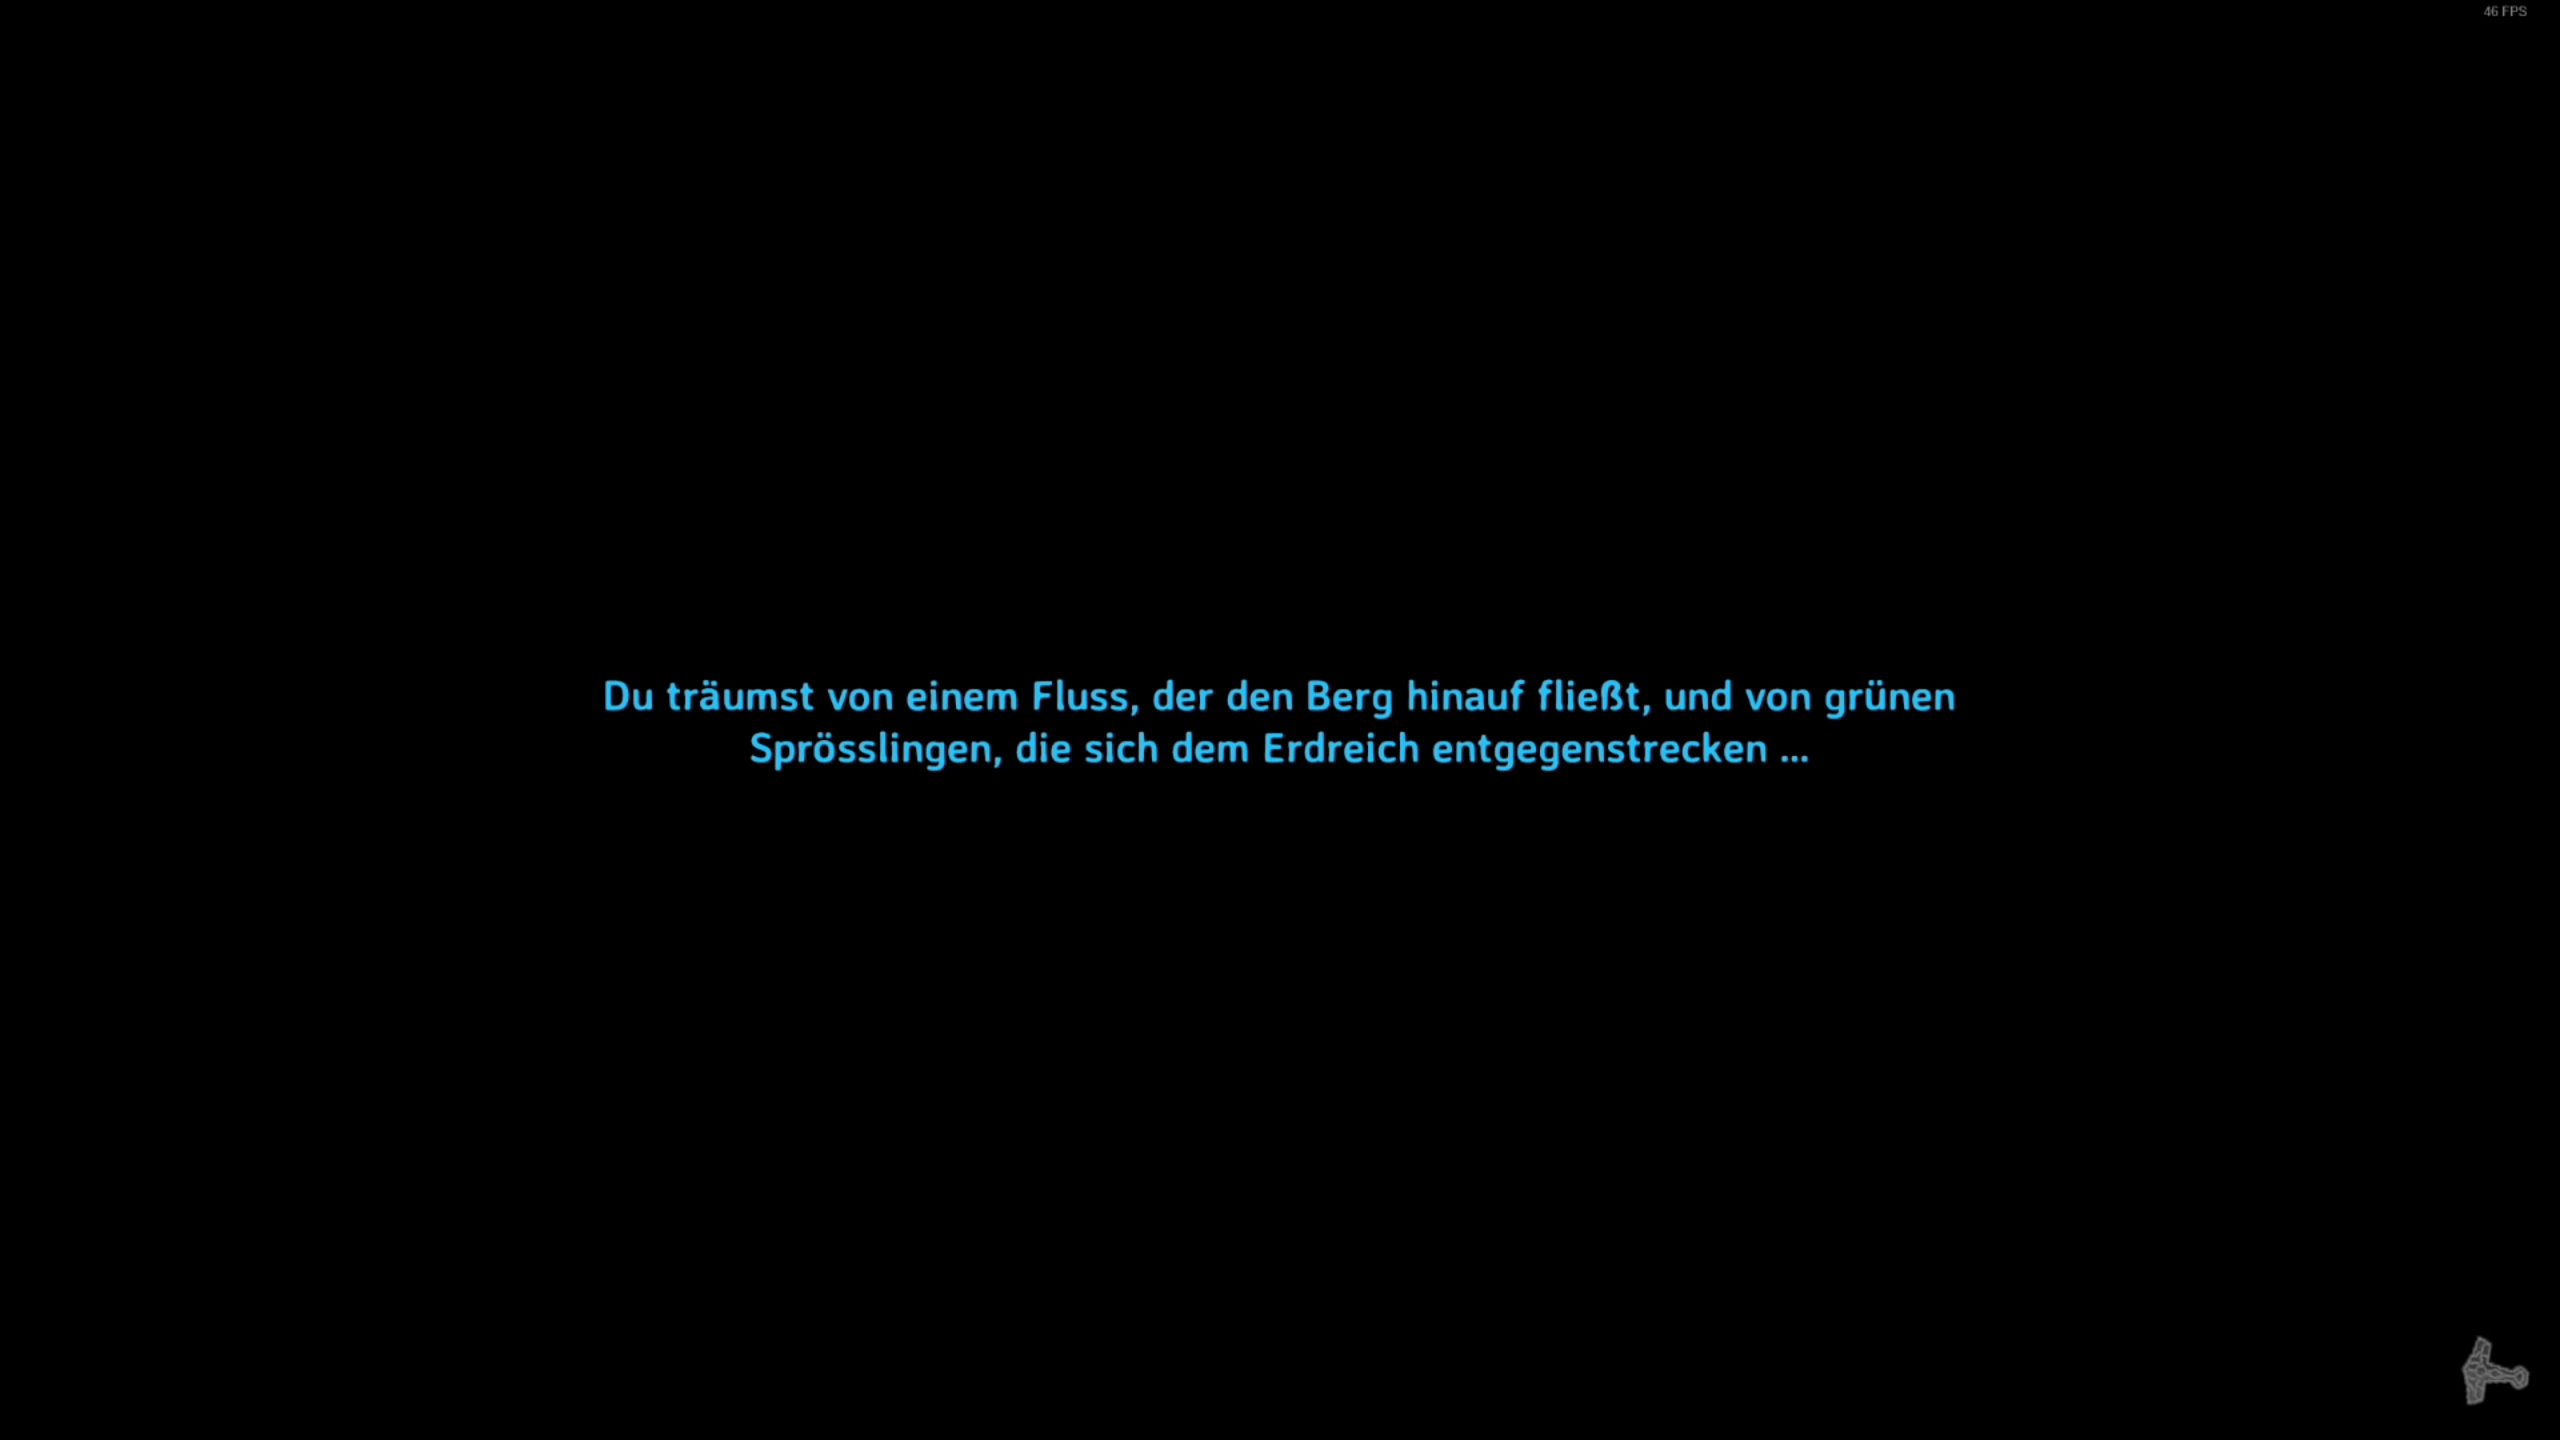 46 FPS
Du träumst von einem Fluss, der den Berg hinauf fließt, und von grünen
Sprösslingen, die sich dem Erdreich entgegenstrecken ...